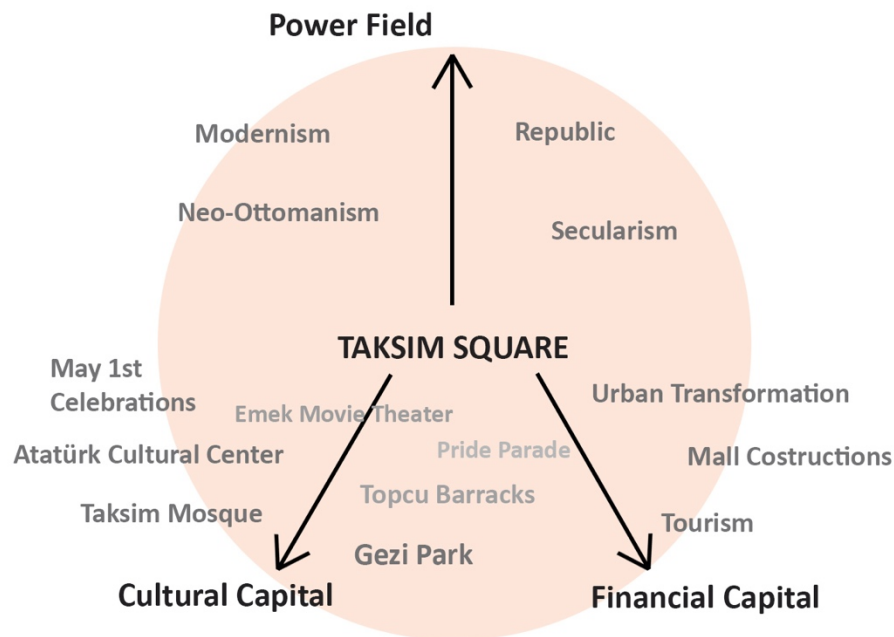 Power Field
Modernism
Republic
Neo-Ottomanism
Secularism
TAKSIM SQUARE
May 1st
Celebrations
Urban Transformation
Emek Movie Theater
Atatürk Cultural Center
Pride Parade
Mall Costructions
Topcu Barracks
Taksim Mosque
Tourism
Gezi Park
Cultural Capital
Financial Capital